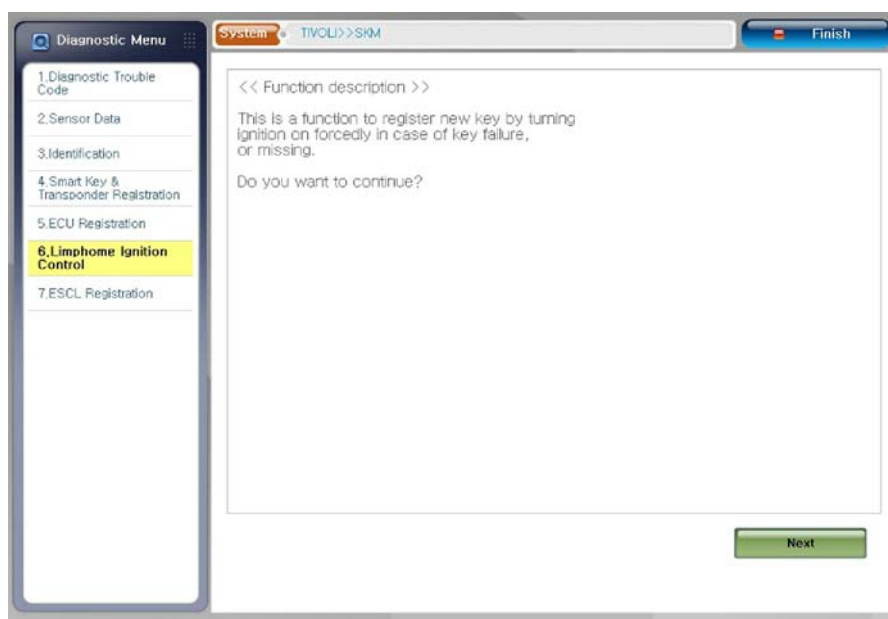 Diagnostic Menu
System
TIVOLI>>SKM
Finish
1.Diagnostic Trouble
Code
2.Sensor Data
3.Identification
4.Smart Key &
Transponder Registration
5.ECU Registration
6.Limphome Ignition
Control
7.ESCL Registration
<< Function description >>
This is a function to register new key by turning
ignition on forcedly in case of key failure,
or missing.
Do you want to continue?
Next